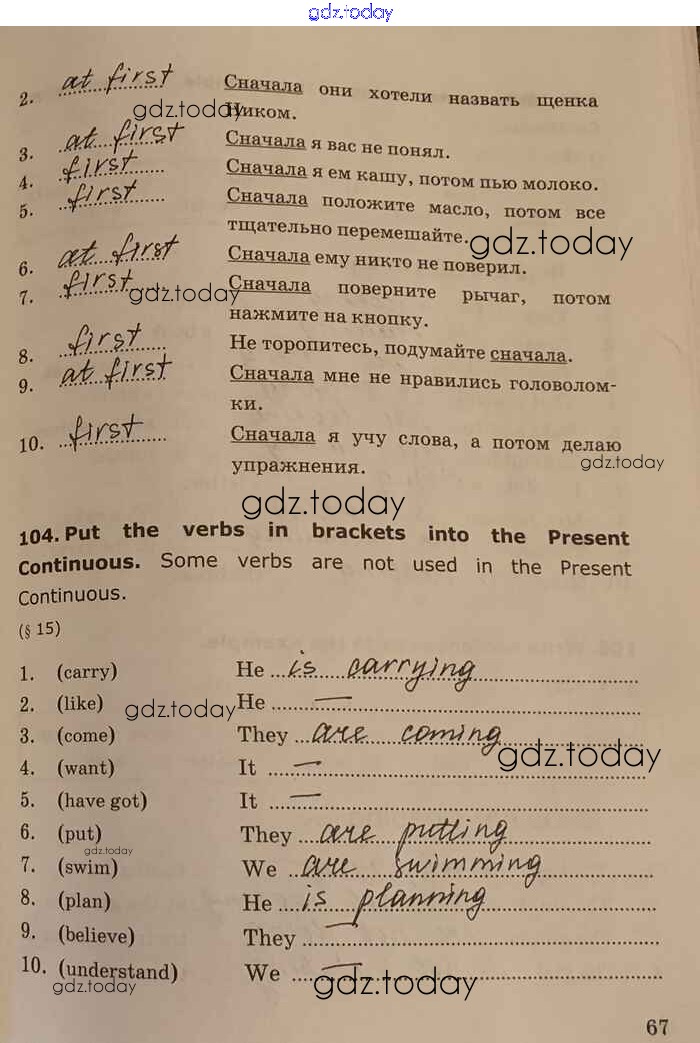 gdz.today
2. at first Сначала они хотели назвать щенка
gdz.today Ником.
3. at first Сначала я вас не понял.
4. first Сначала я ем кашу, потом пью молоко.
5. first Сначала положите масло, потом все
тщательно перемешайте. gdz.today
6. at first Сначала ему никто не поверил.
7. first Сначала поверните рычаг, потом
gdz.today нажмите на кнопку.
8. first Не торопитесь, подумайте сначала.
9. at first Сначала мне не нравились головолом-
ки.
10. first Сначала я учу слова, а потом делаю
упражнения. gdz.today
gdz.today
104. Put the verbs in brackets into the Present
Continuous. Some verbs are not used in the Present
Continuous.
(§ 15)
1. (carry) He is carrying
2. (like) He —
gdz.today
3. (come) They are coming
gdz.today
4. (want) It —
5. (have got) It —
6. (put) They are putting
gdz.today
7. (swim) We are swimming
8. (plan) He is planning
9. (believe) They —
10. (understand) We —
gdz.today gdz.today
67